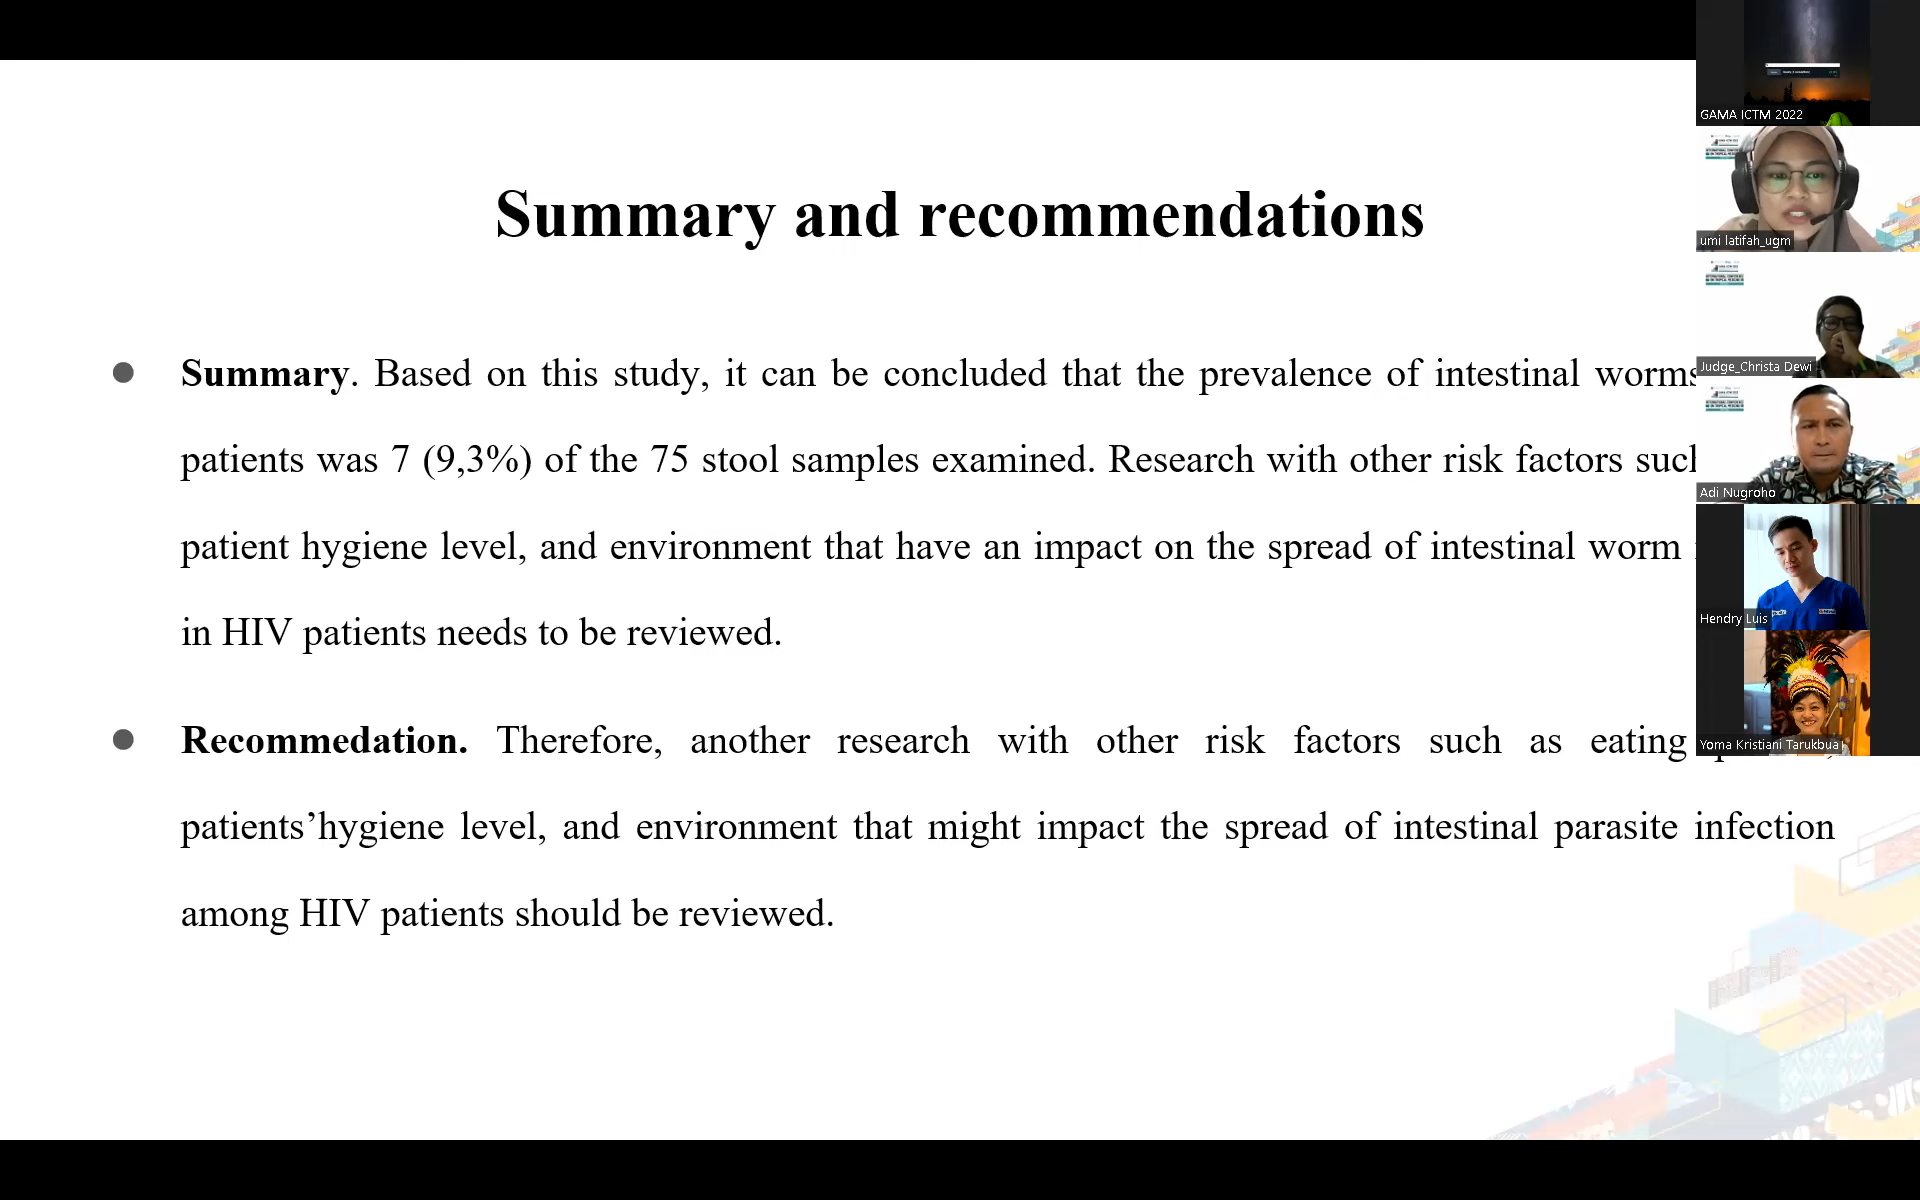 Summary and recommendations
Summary. Based on this study, it can be concluded that the prevalence of intestinal worms
patients was 7 (9,3%) of the 75 stool samples examined. Research with other risk factors
patient hygiene level, and environment that have an impact on the spread of intestinal worm
in HIV patients needs to be reviewed.
Recommedation. Therefore, another research with other risk factors such as eating
patients’hygiene level, and environment that might impact the spread of intestinal parasite infection
among HIV patients should be reviewed.
GAMA ICTM 2022
umi latifah_ugm
Judge_Christa Dewi
Adi Nugroho
Hendry Luis
Yoma Kristiani Tarukbua